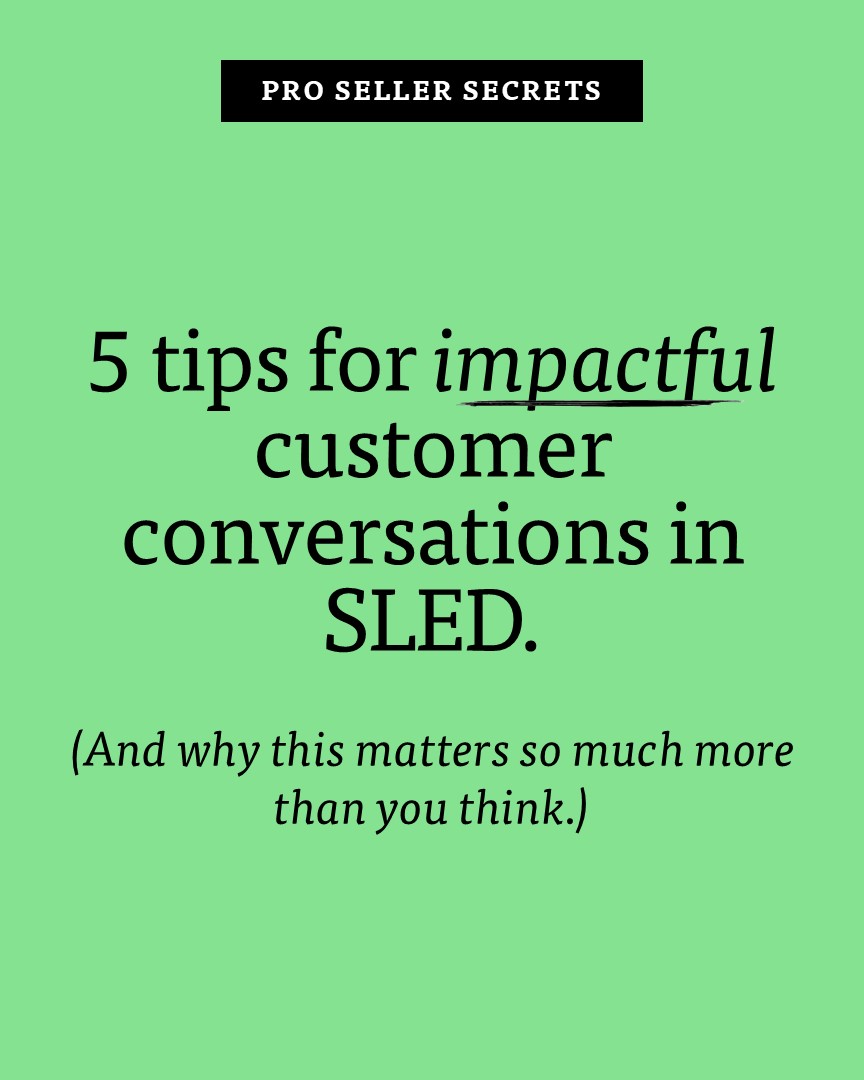 PRO SELLER SECRETS
5 tips for impactful
customer
conversations in
SLED.
(And why this matters so much more
than you think.)